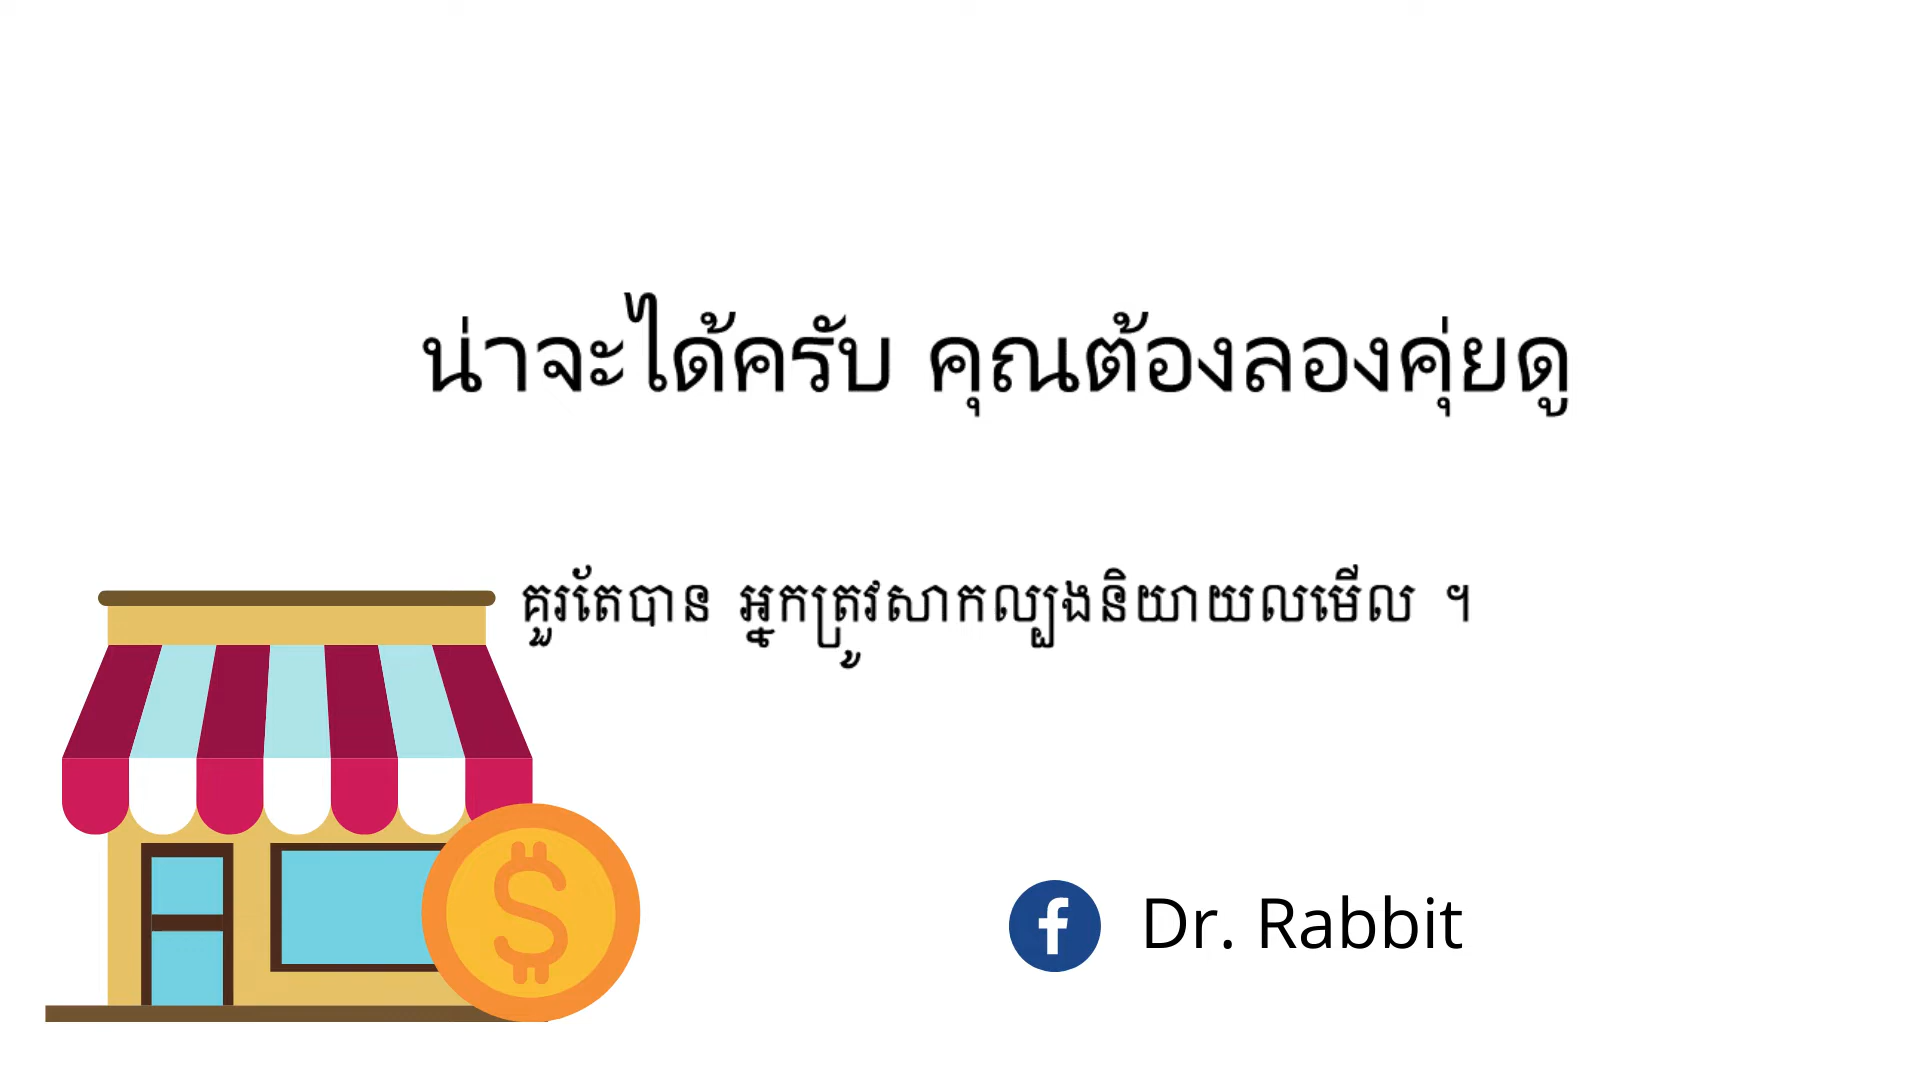 น่าจะได้ครับ คุณต้องลองคุ่ยดู
គួរតែបាន អ្នកត្រូវសាកល្បងនិយាយលមើល ។
Dr. Rabbit